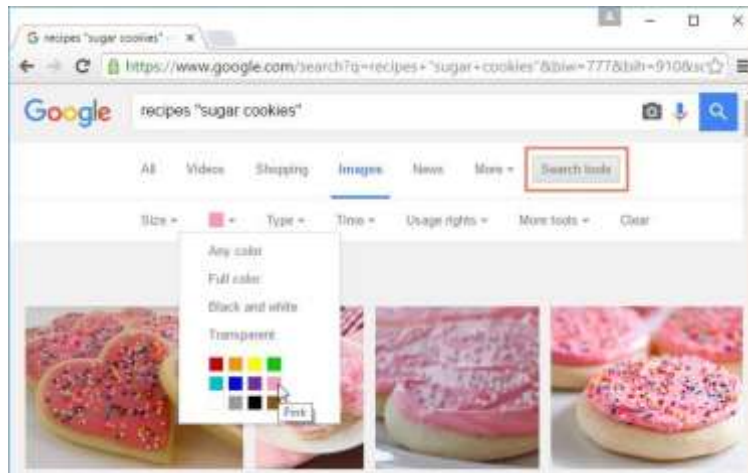 G recipes "sugar cookies" -
https://www.google.com/search?q=recipes+"sugar+cookies"&biw=777&bih=910&sc
Google recipes "sugar cookies"
All Videos Shopping Images News More Search tools
Size Type Time Usage rights More tools Clear
Any color
Full color
Black and white
Transparent
Pink